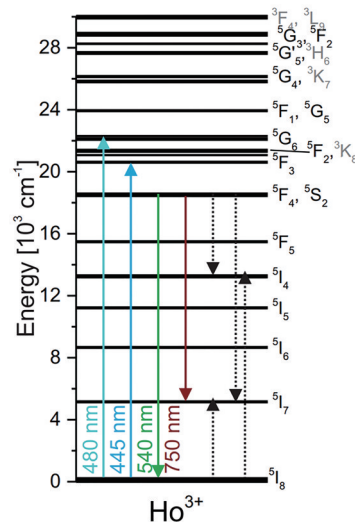 ³F₄, ³L₉
⁵G₃, ⁵F₂
28
⁵G'₅, ³H₆
⁵G₄, ³K₇
24
⁵F₁, ⁵G₅
⁵G₆
⁵F₂, ³K₈
⁵F₃
20
⁵F₄, ⁵S₂
16
⁵F₅
⁵I₄
12
⁵I₅
⁵I₆
8
⁵I₇
4
0
⁵I₈
Energy [10³ cm⁻¹]
480 nm
445 nm
540 nm
750 nm
Ho³⁺